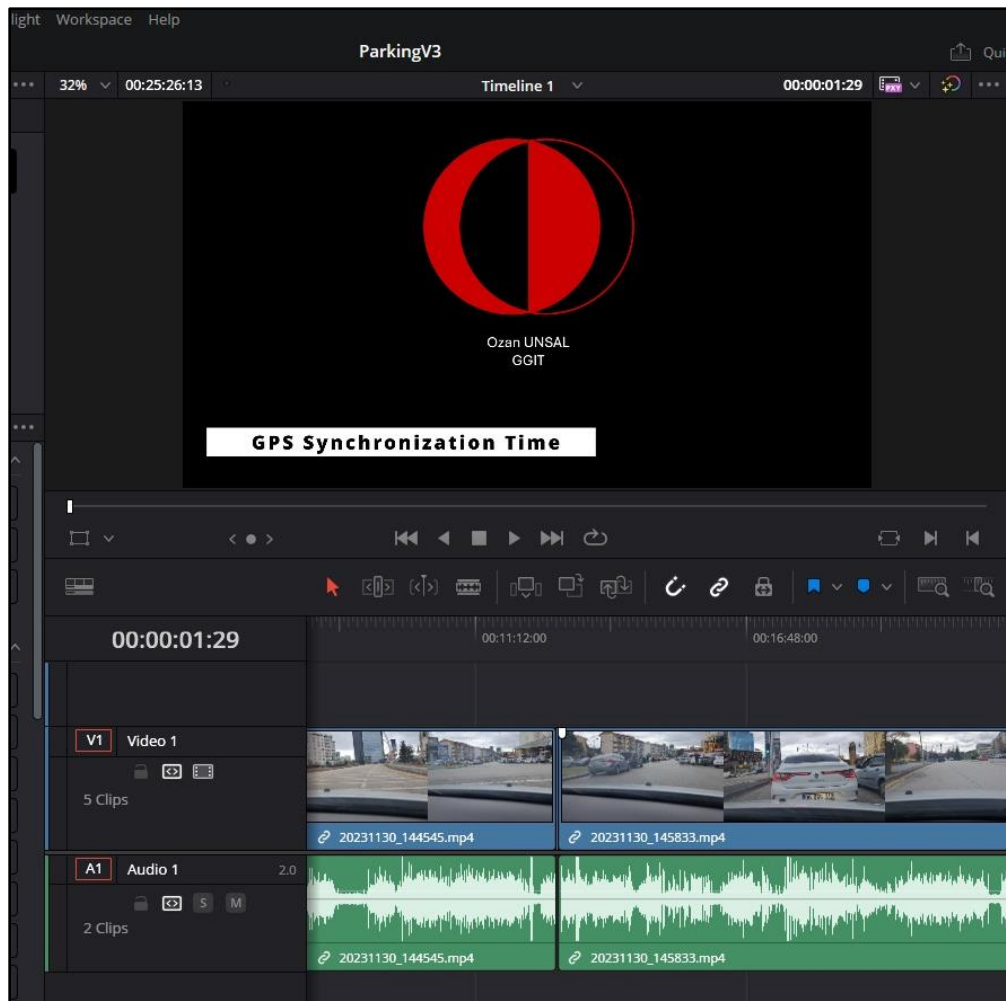 light Workspace Help
ParkingV3
Qui
32% 00:25:26:13 Timeline 1 00:00:01:29 PXY
Ozan UNSAL
GGIT
GPS Synchronization Time
00:00:01:29 00:11:12:00 00:16:48:00
V1 Video 1
5 Clips
20231130_144545.mp4 20231130_145833.mp4
A1 Audio 1 2.0
S M
2 Clips
20231130_144545.mp4 20231130_145833.mp4